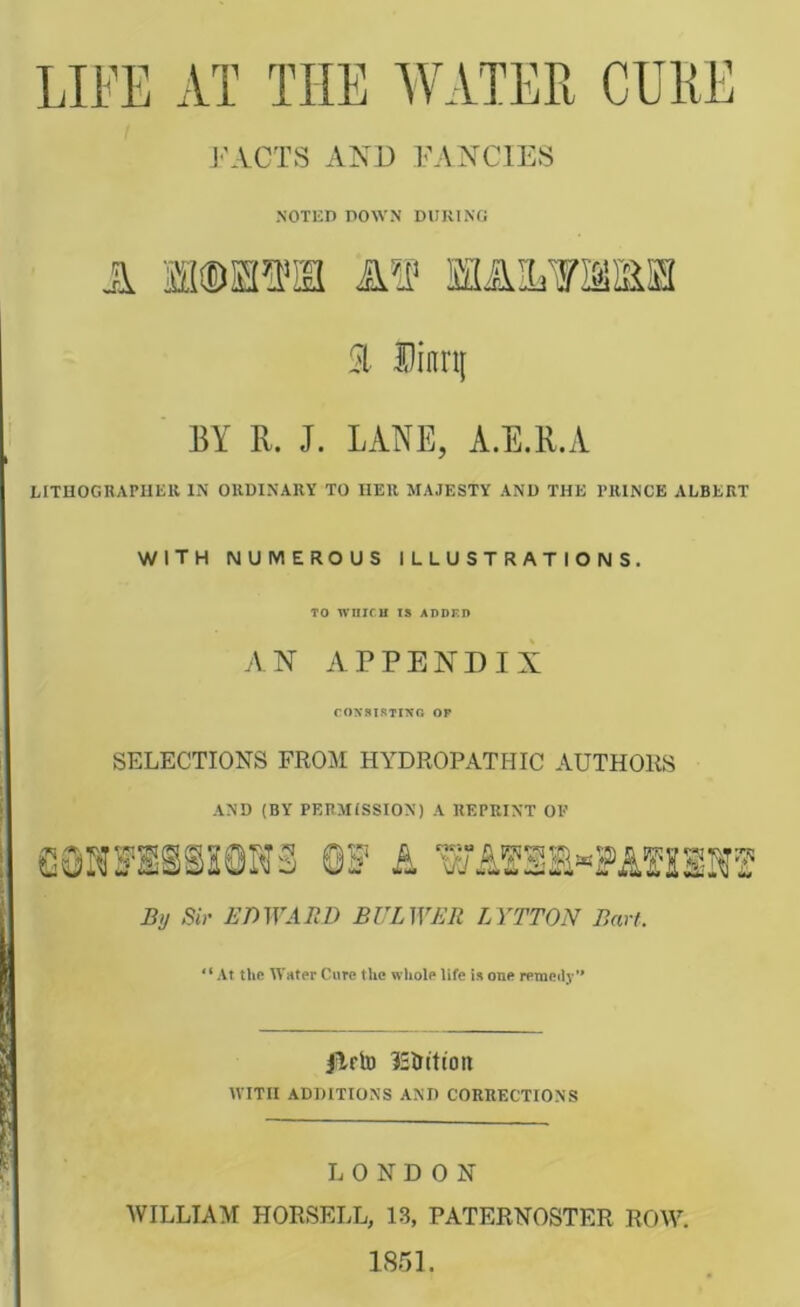 LIFE AT THE WATER CURE
FACTS AND FANCIES
NOTED DOWN DURING
A MONTH AT MALVERN
A Diary
BY R. J. LANE, A.E.R.A
LITHOGRAPHER IN ORDINARY TO HER MAJESTY AND THE PRINCE ALBERT
WITH NUMEROUS ILLUSTRATIONS.
TO WHICH IS ADDED
AN APPENDIX
CONSISTING OF
SELECTIONS FROM HYDROPATHIC AUTHORS
AND (BY PERMISSION) A REPRINT OF
CONFESSIONS OF A WATER-PATIENT
By Sir EDWARD BULWER LYTTON Bart.
“At the Water Cure the whole life is one remedy”
New Edition
WITH ADDITIONS AND CORRECTIONS
LONDON
WILLIAM HORSELL, 13, PATERNOSTER ROW.
1851.